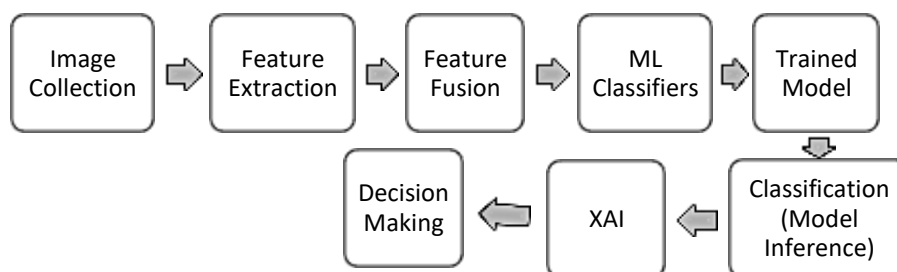 Image
Collection
Feature
Extraction
Feature
Fusion
ML
Classifiers
Trained
Model
Classification
(Model
Inference)
XAI
Decision
Making